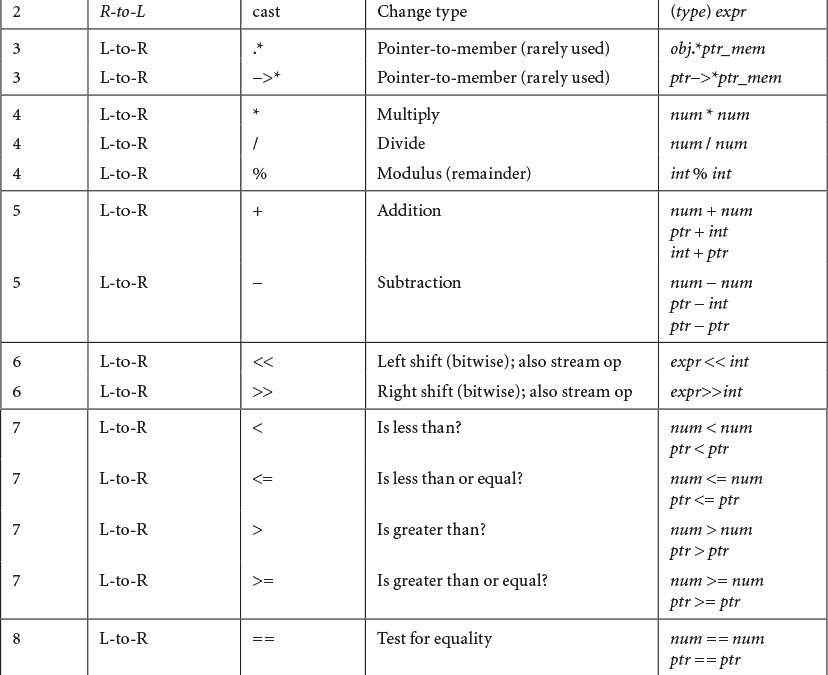 2 R-to-L cast Change type (type) expr
3 L-to-R .* Pointer-to-member (rarely used) obj.*ptr_mem
3 L-to-R –>* Pointer-to-member (rarely used) ptr–>*ptr_mem
4 L-to-R * Multiply num * num
4 L-to-R / Divide num / num
4 L-to-R % Modulus (remainder) int % int
5 L-to-R + Addition num + num
ptr + int
int + ptr
5 L-to-R – Subtraction num – num
ptr – int
ptr – ptr
6 L-to-R << Left shift (bitwise); also stream op expr << int
6 L-to-R >> Right shift (bitwise); also stream op expr>>int
7 L-to-R < Is less than? num < num
ptr < ptr
7 L-to-R <= Is less than or equal? num <= num
ptr <= ptr
7 L-to-R > Is greater than? num > num
ptr > ptr
7 L-to-R >= Is greater than or equal? num >= num
ptr >= ptr
8 L-to-R == Test for equality num == num
ptr == ptr